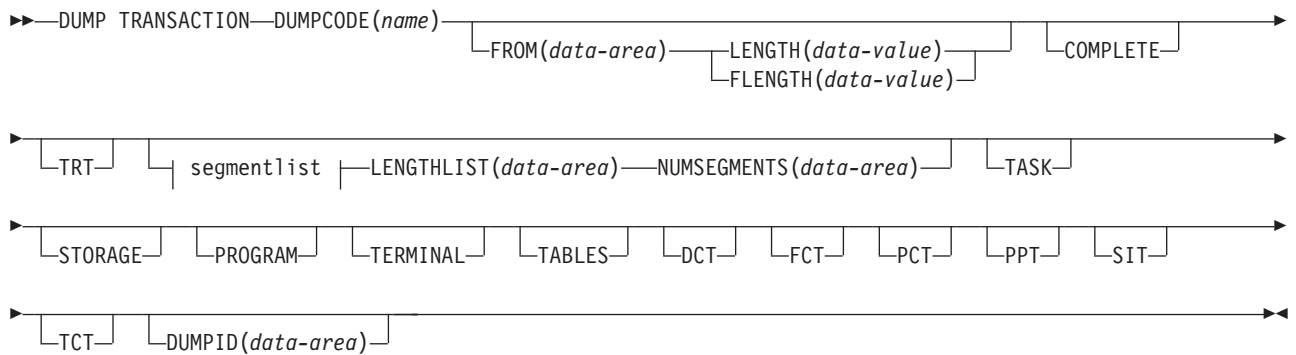 DUMP TRANSACTION DUMPCODE(name)
FROM(data-area) LENGTH(data-value) COMPLETE
FLENGTH(data-value)
TRT segmentlist LENGTHLIST(data-area) NUMSEGMENTS(data-area) TASK
STORAGE PROGRAM TERMINAL TABLES DCT FCT PCT PPT SIT
TCT DUMPID(data-area)